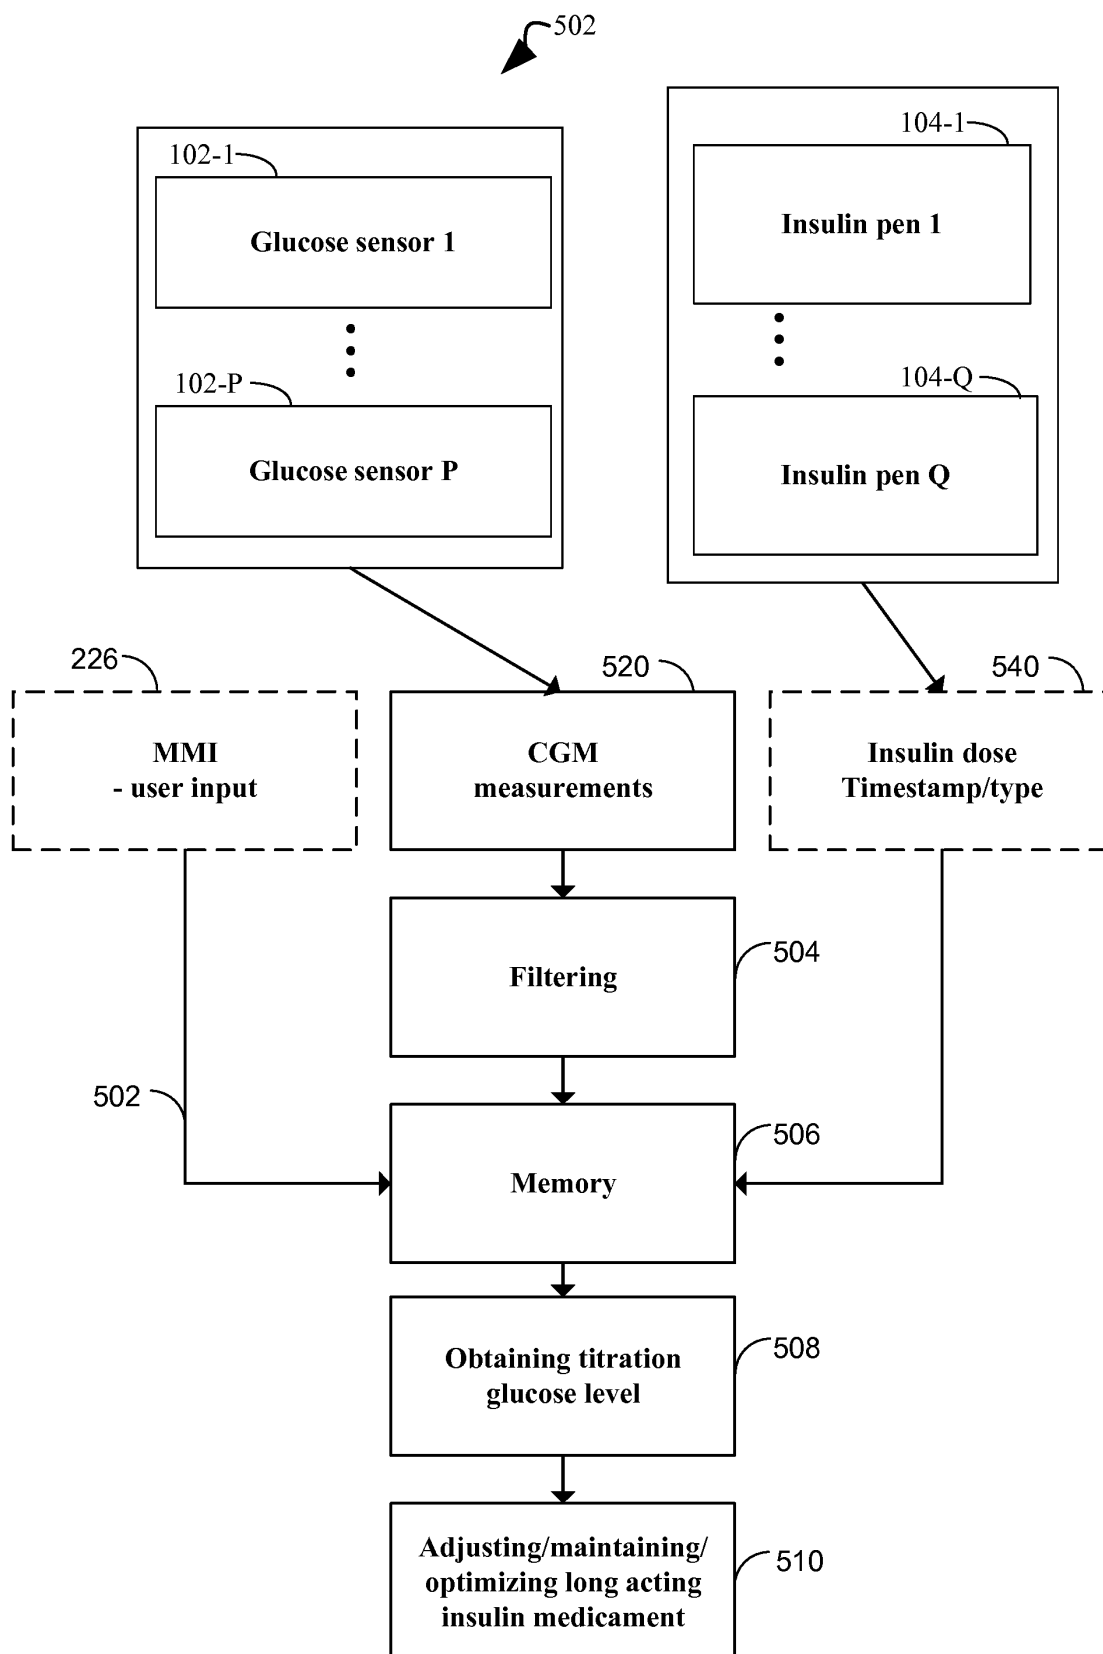 502
104-1
102-1
Insulin pen 1
Glucose sensor 1
102-P
104-Q
Glucose sensor P
Insulin pen Q
226
520
540
MMI
- user input
CGM
measurements
Insulin dose
Timestamp/type
504
Filtering
502
506
Memory
508
Obtaining titration
glucose level
510
Adjusting/maintaining/
optimizing long acting
insulin medicament